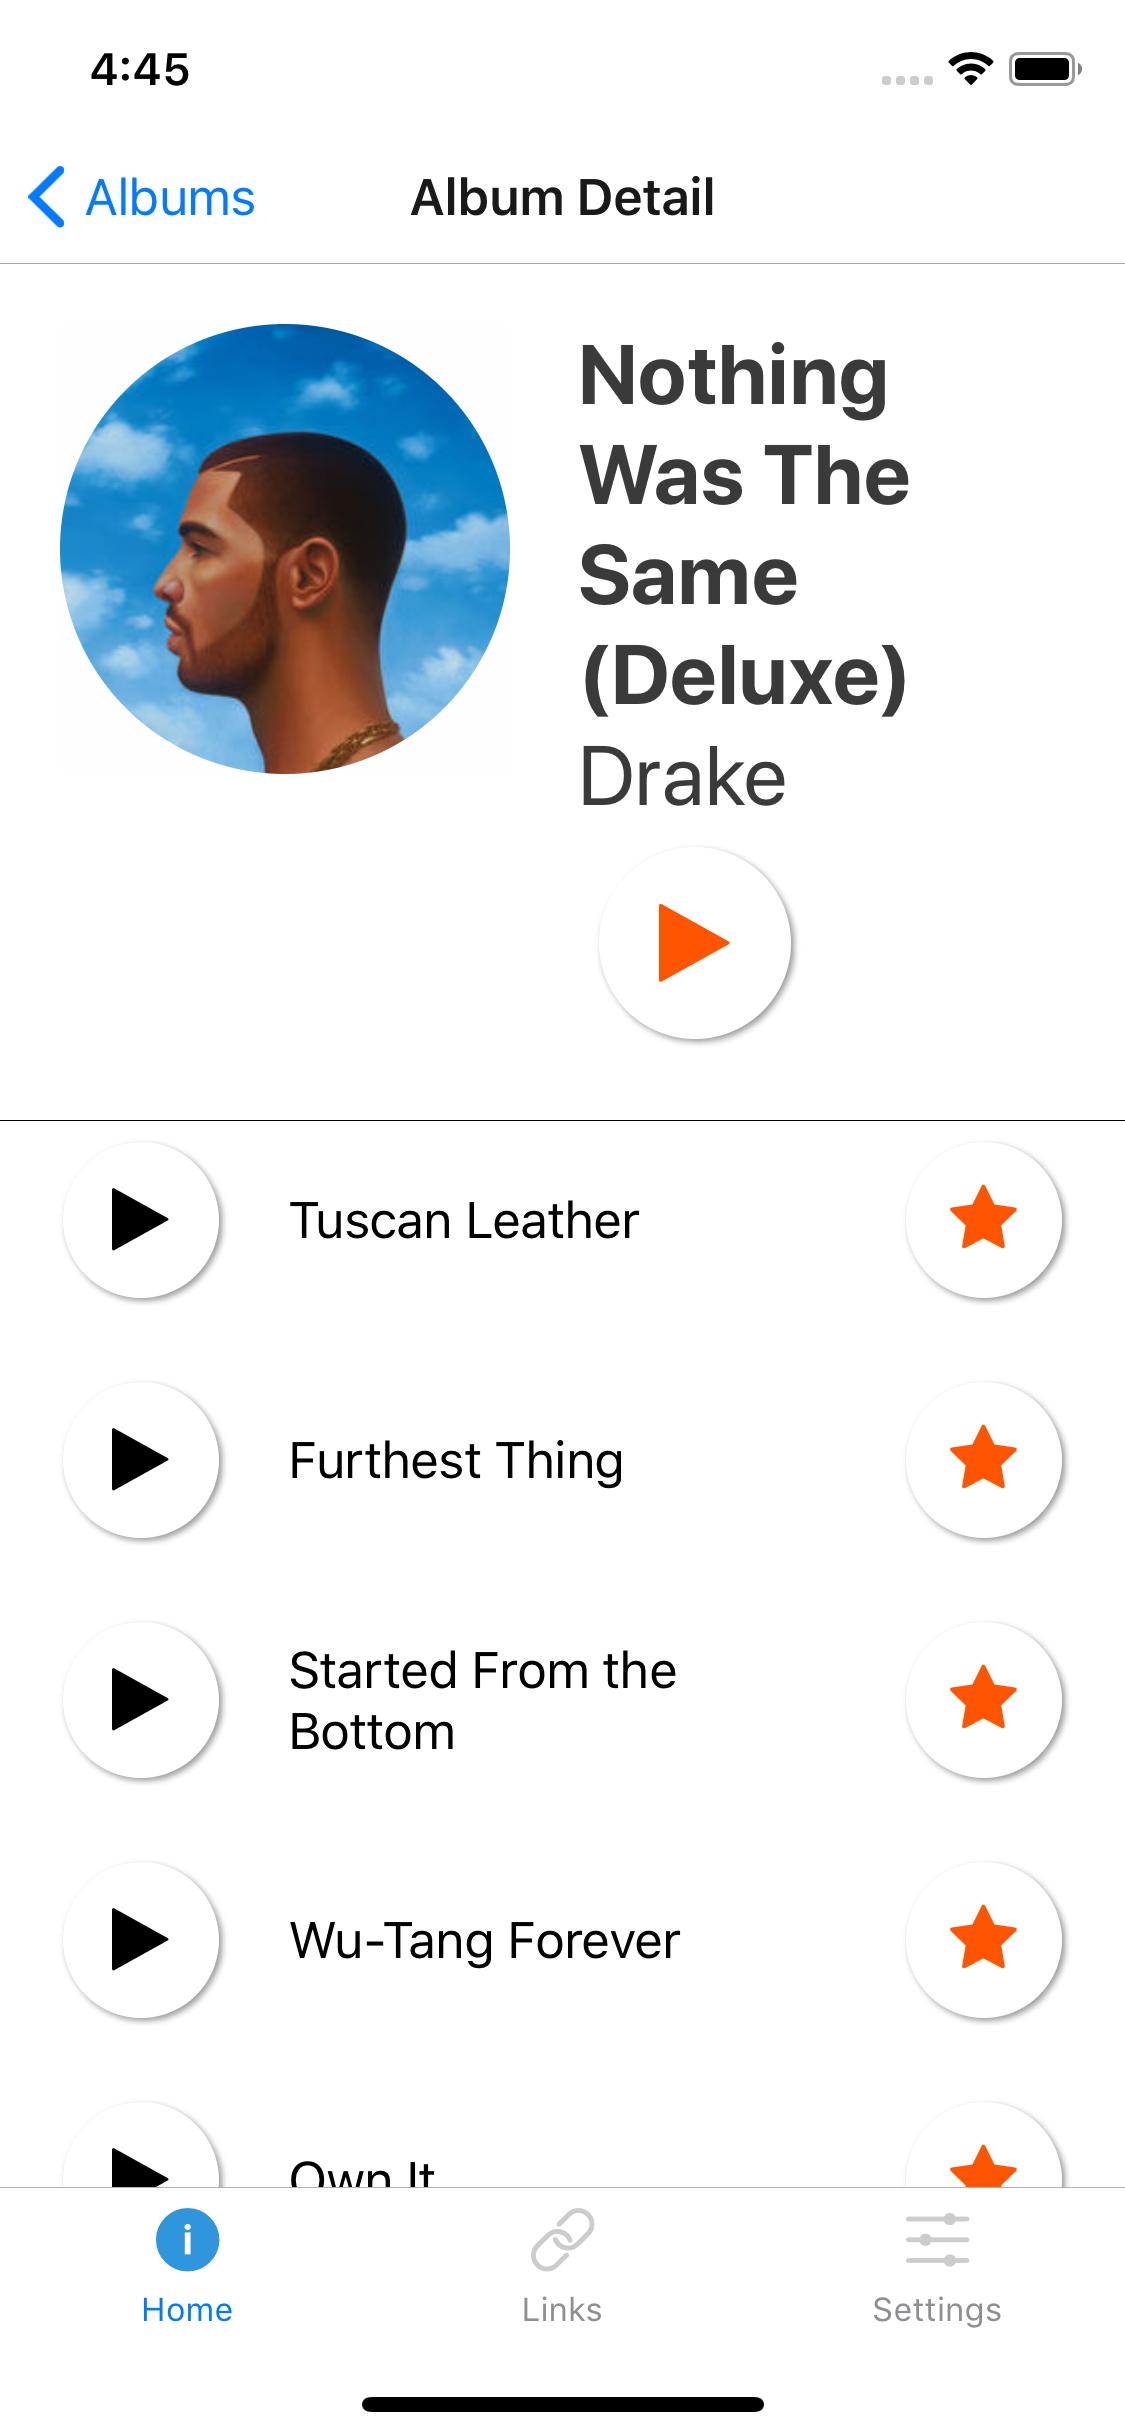 4:45
Albums
Album Detail
Nothing
Was The
Same
(Deluxe)
Drake
Tuscan Leather
Furthest Thing
Started From the
Bottom
Wu-Tang Forever
Own It
Home
Links
Settings